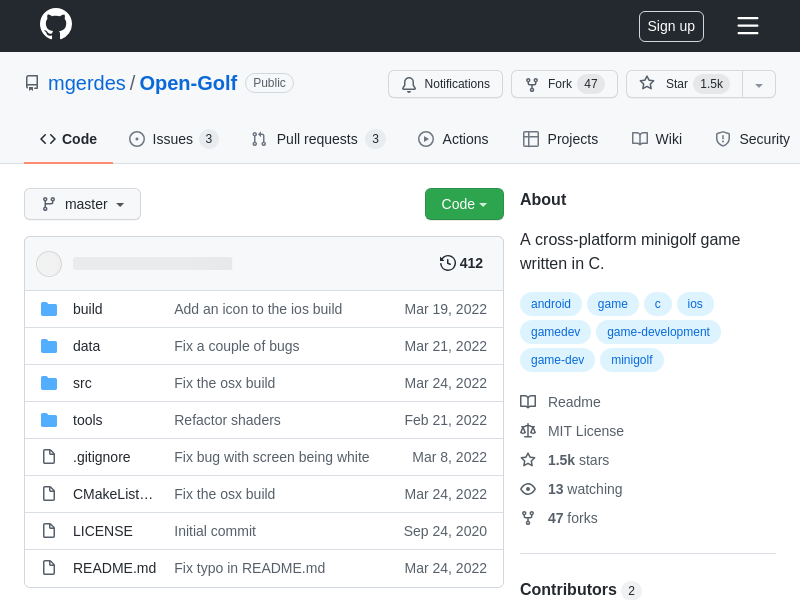 Sign up
mgerdes / Open-Golf Public
Notifications Fork 47 Star 1.5k
Code Issues 3 Pull requests 3 Actions Projects Wiki Security
master Code
412
build Add an icon to the ios build Mar 19, 2022
data Fix a couple of bugs Mar 21, 2022
src Fix the osx build Mar 24, 2022
tools Refactor shaders Feb 21, 2022
.gitignore Fix bug with screen being white Mar 8, 2022
CMakeList… Fix the osx build Mar 24, 2022
LICENSE Initial commit Sep 24, 2020
README.md Fix typo in README.md Mar 24, 2022
About
A cross-platform minigolf game
written in C.
android game c ios
gamedev game-development
game-dev minigolf
Readme
MIT License
1.5k stars
13 watching
47 forks
Contributors 2